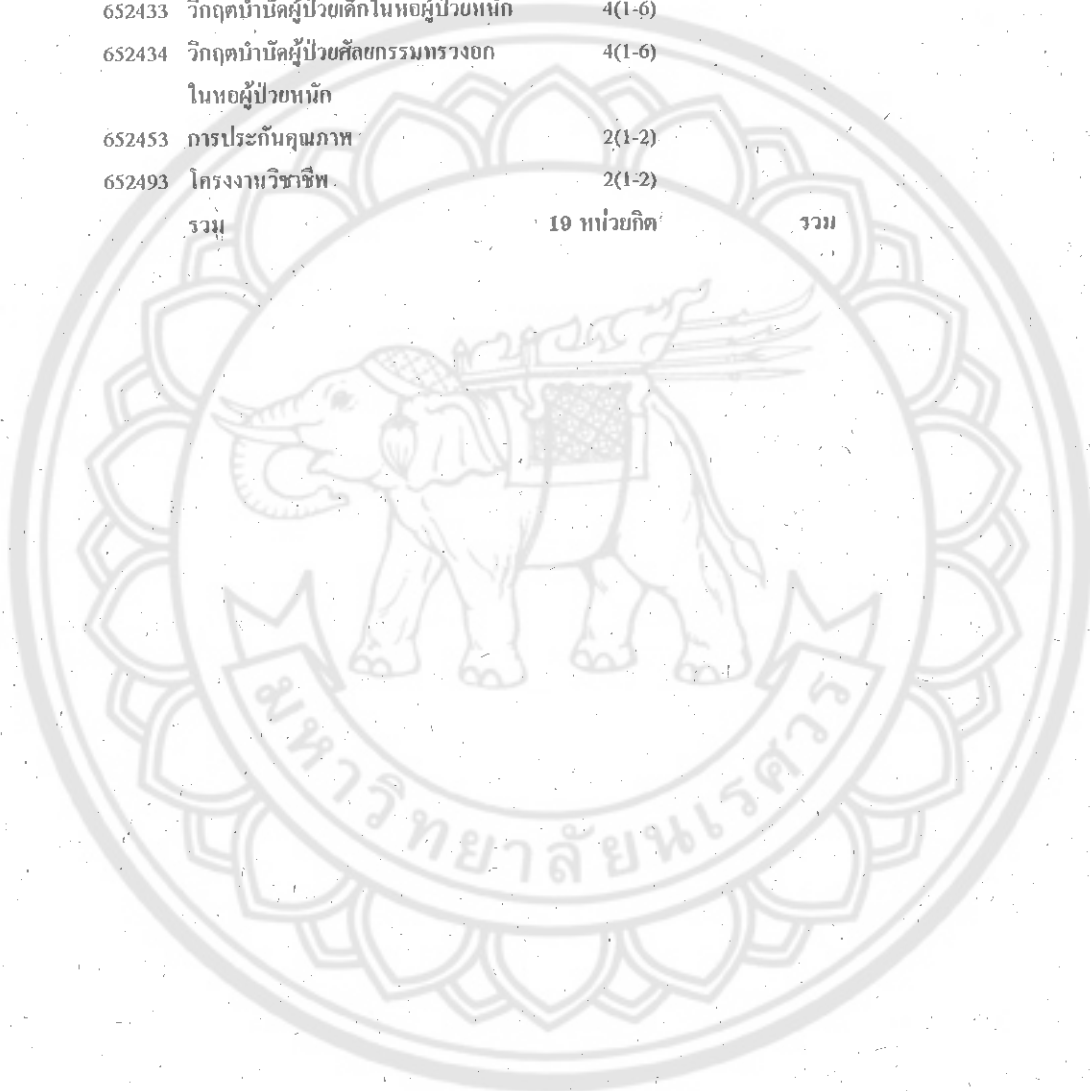 652433 วิกฤตบำบัดผู้ป่วยเด็กในหอผู้ป่วยหนัก 4(1-6)
652434 วิกฤตบำบัดผู้ป่วยศัลยกรรมทรวงอก 4(1-6)
ในหอผู้ป่วยหนัก
652453 การประกันคุณภาพ 2(1-2)
652493 โครงงานวิชาชีพ 2(1-2)
รวม 19 หน่วยกิต รวม
มหาวิทยาลัยนเรศวร